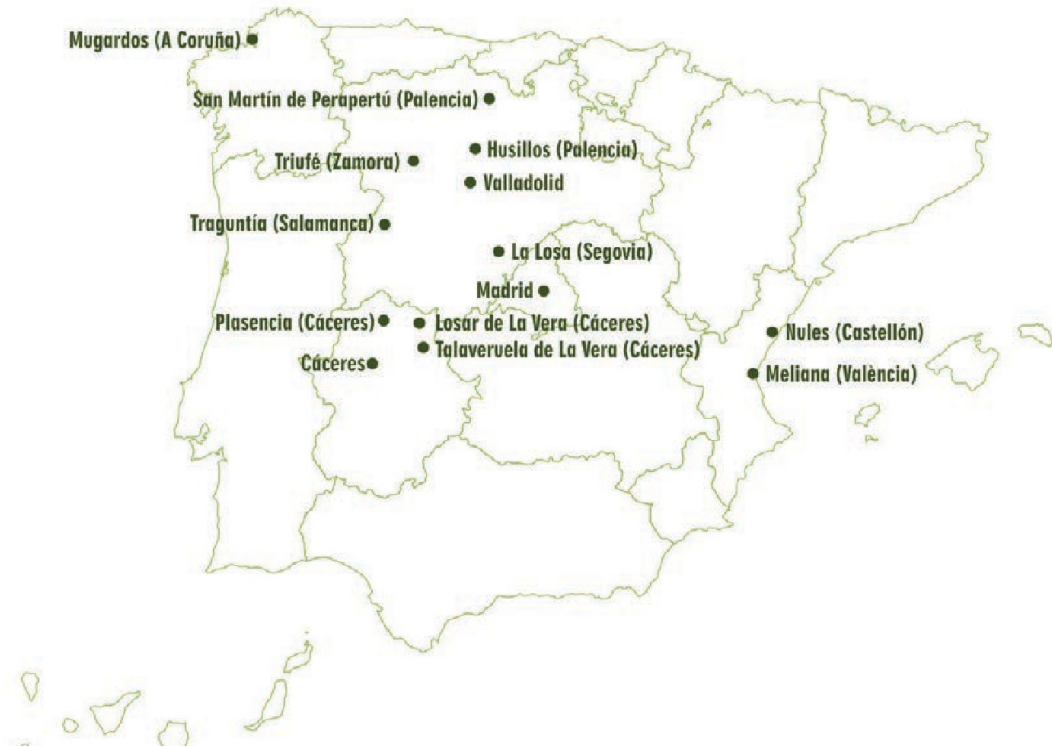 Mugardos (A Coruña)
San Martín de Perapertú (Palencia)
Husillos (Palencia)
Triufé (Zamora)
Valladolid
Traguntía (Salamanca)
La Losa (Segovia)
Madrid
Plasencia (Cáceres)
Losar de La Vera (Cáceres)
Nules (Castellón)
Talaveruela de La Vera (Cáceres)
Cáceres
Meliana (València)